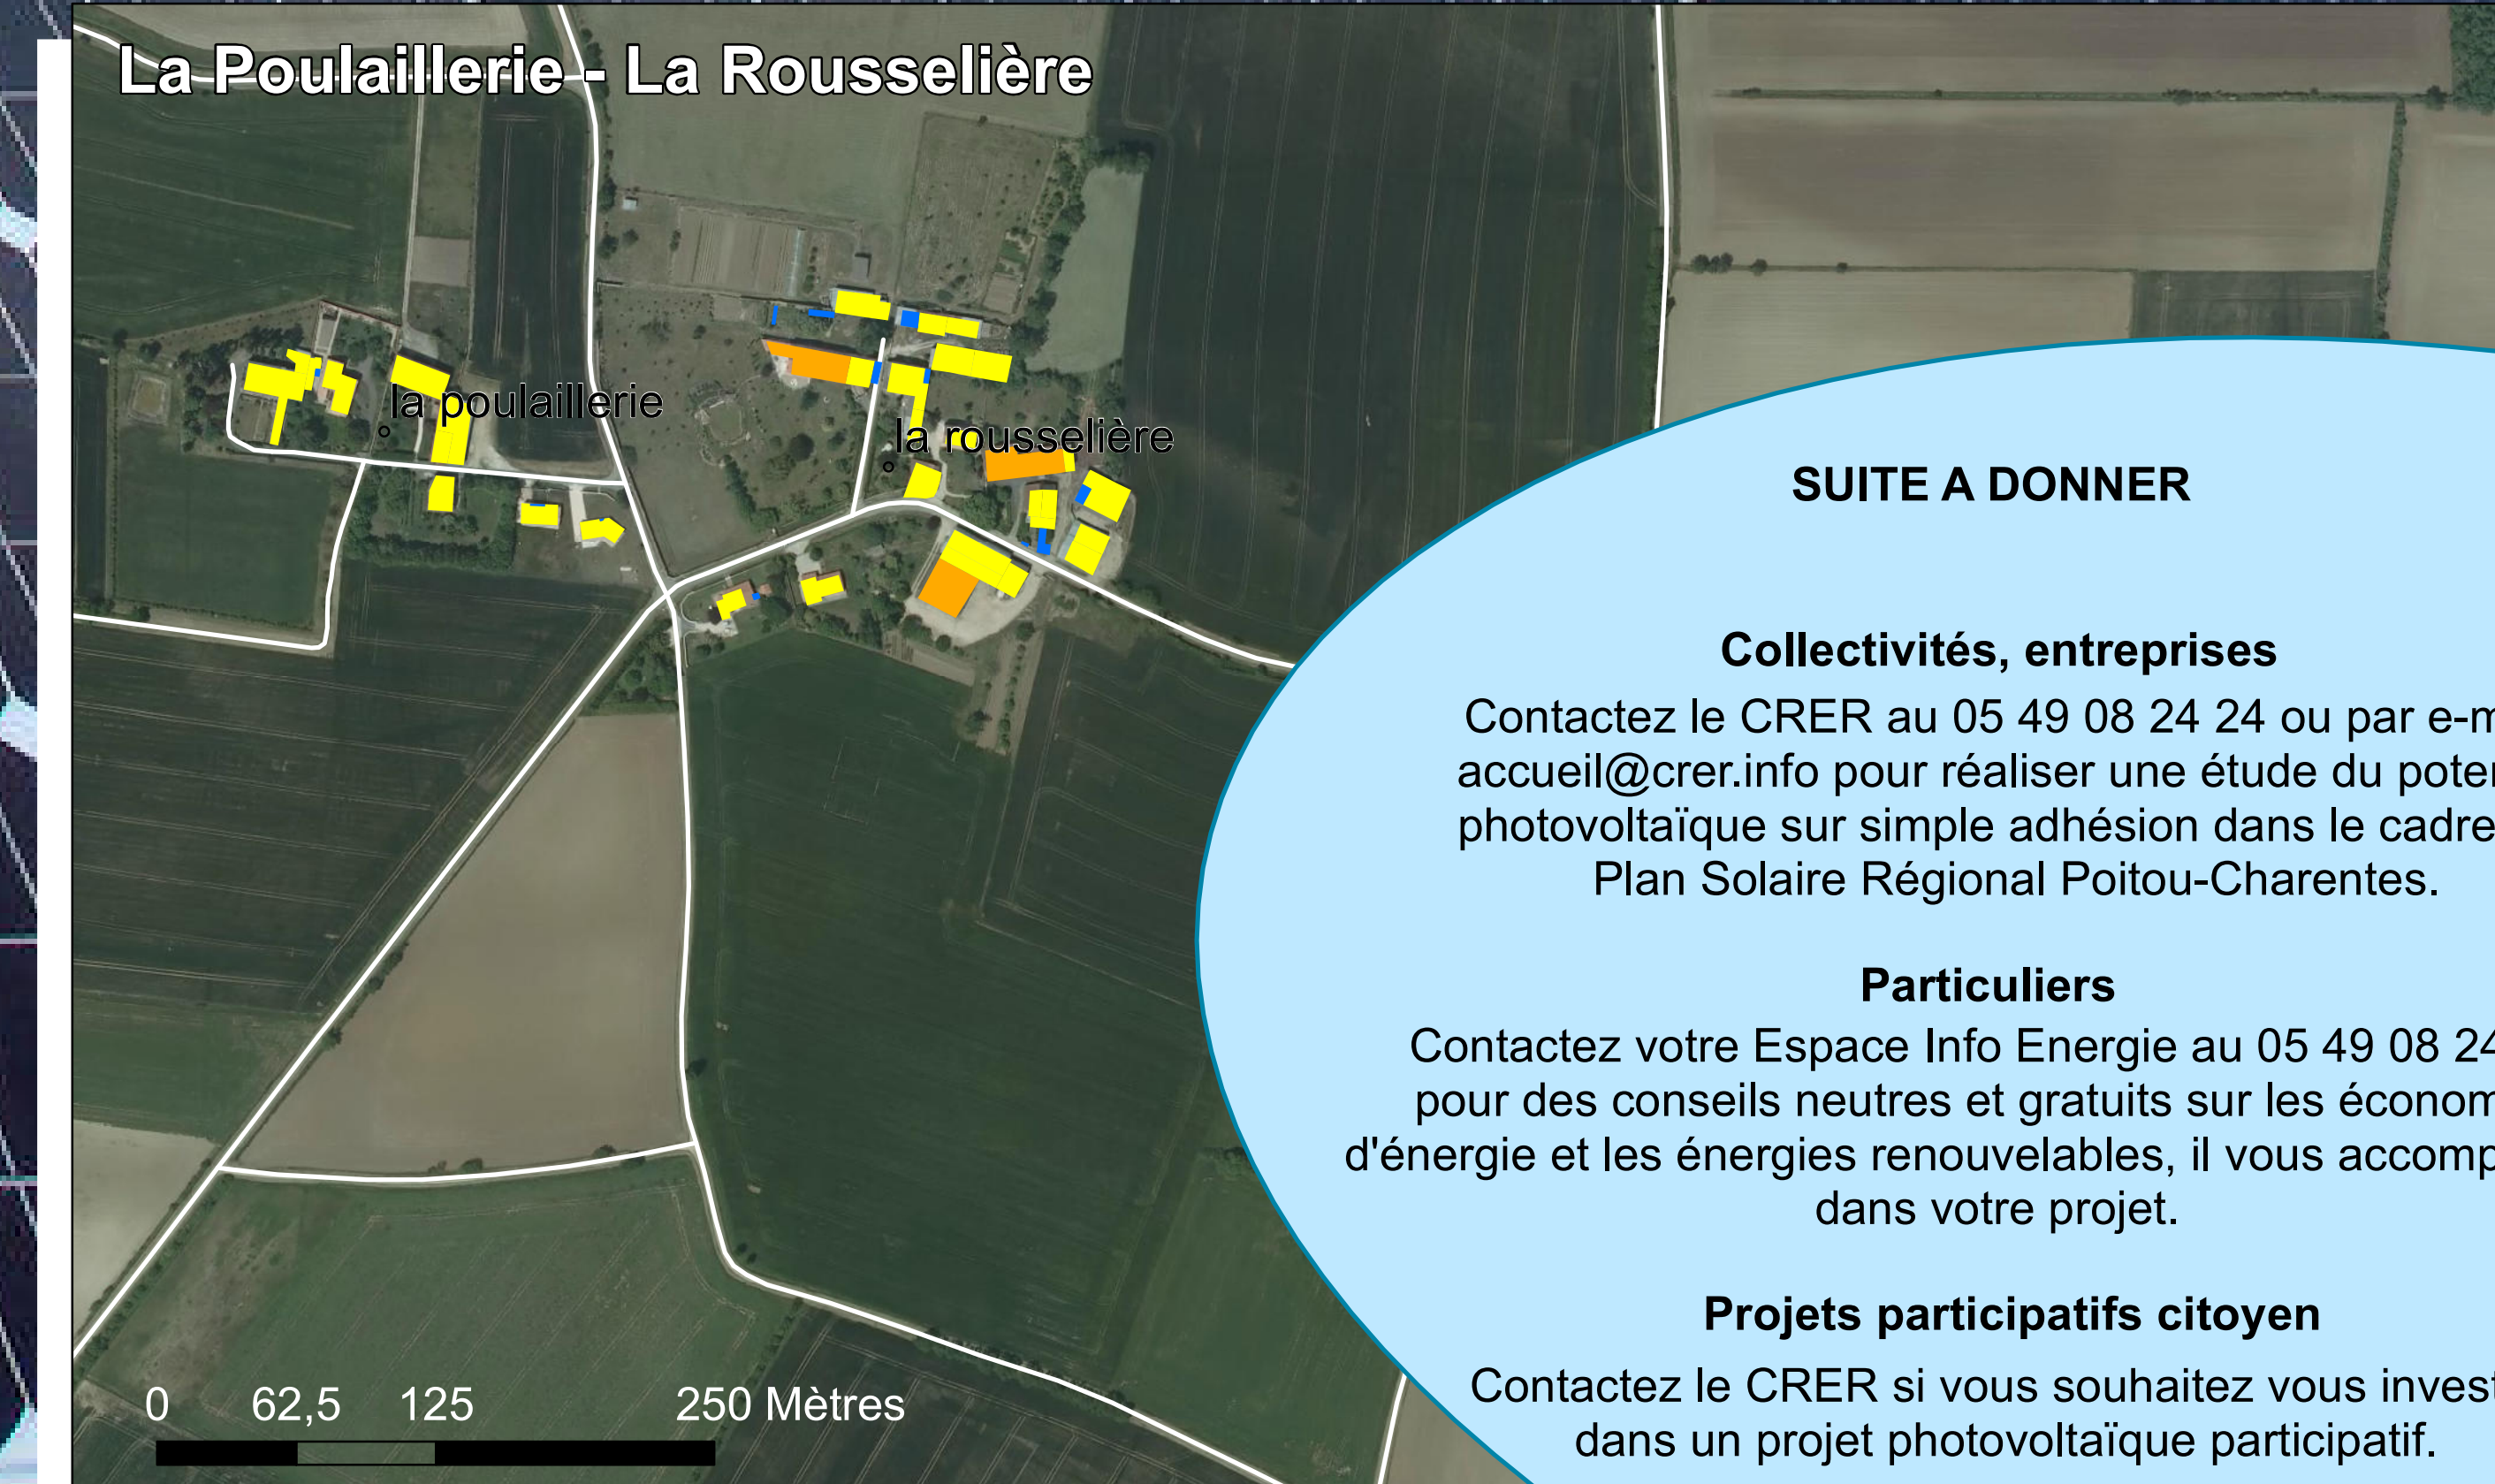 La Poulaillerie - La Rousselière
la poulaillerie
la rousselière
SUITE A DONNER
Collectivités, entreprises
Contactez le CRER au 05 49 08 24 24 ou par
accueil@crer.info pour réaliser une étude du
photovoltaïque sur simple adhésion dans le cadre
Plan Solaire Régional Poitou-Charentes.
Particuliers
Contactez votre Espace Info Energie au 05 49 08 24
pour des conseils neutres et gratuits sur les
d'énergie et les énergies renouvelables, il vous
dans votre projet.
Projets participatifs citoyen
Contactez le CRER si vous souhaitez vous
dans un projet photovoltaïque participatif.
0 62,5 125 250 Mètres